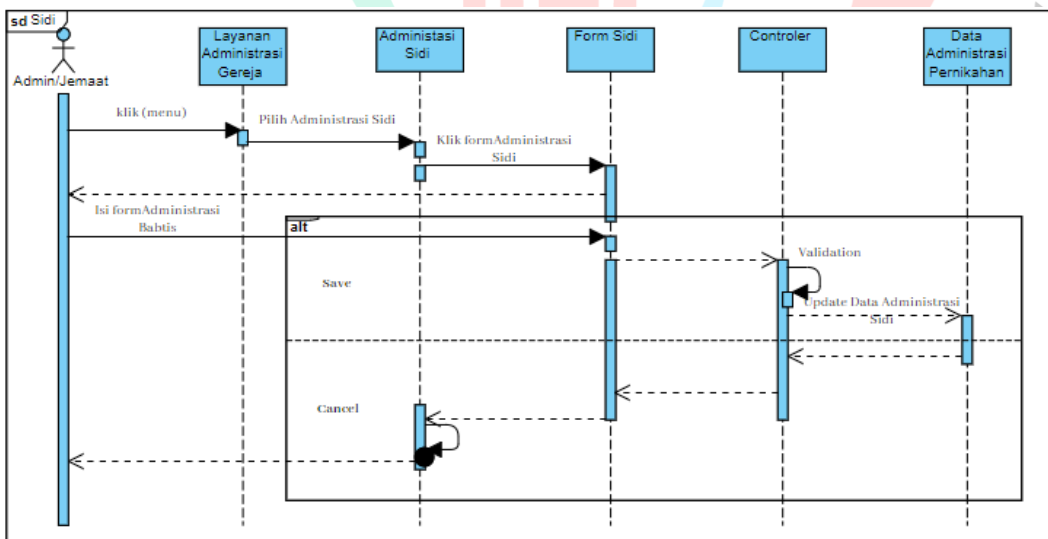 sd Sidi
Admin/Jemaat
Layanan
Administrasi
Gereja
Administasi
Sidi
Form Sidi
Controler
Data
Administrasi
Pernikahan
klik (menu)
Pilih Administrasi Sidi
Klik formAdministrasi
Sidi
Isi formAdministrasi
Babtis
alt
Save
Validation
Update Data Administrasi
Sidi
Cancel